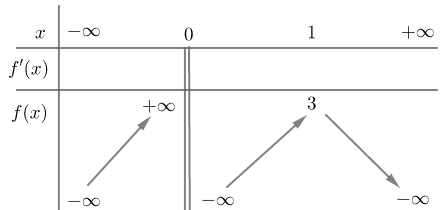 x −∞ 0 1 +∞
f′(x)
f(x) +∞ 3
−∞ −∞ −∞